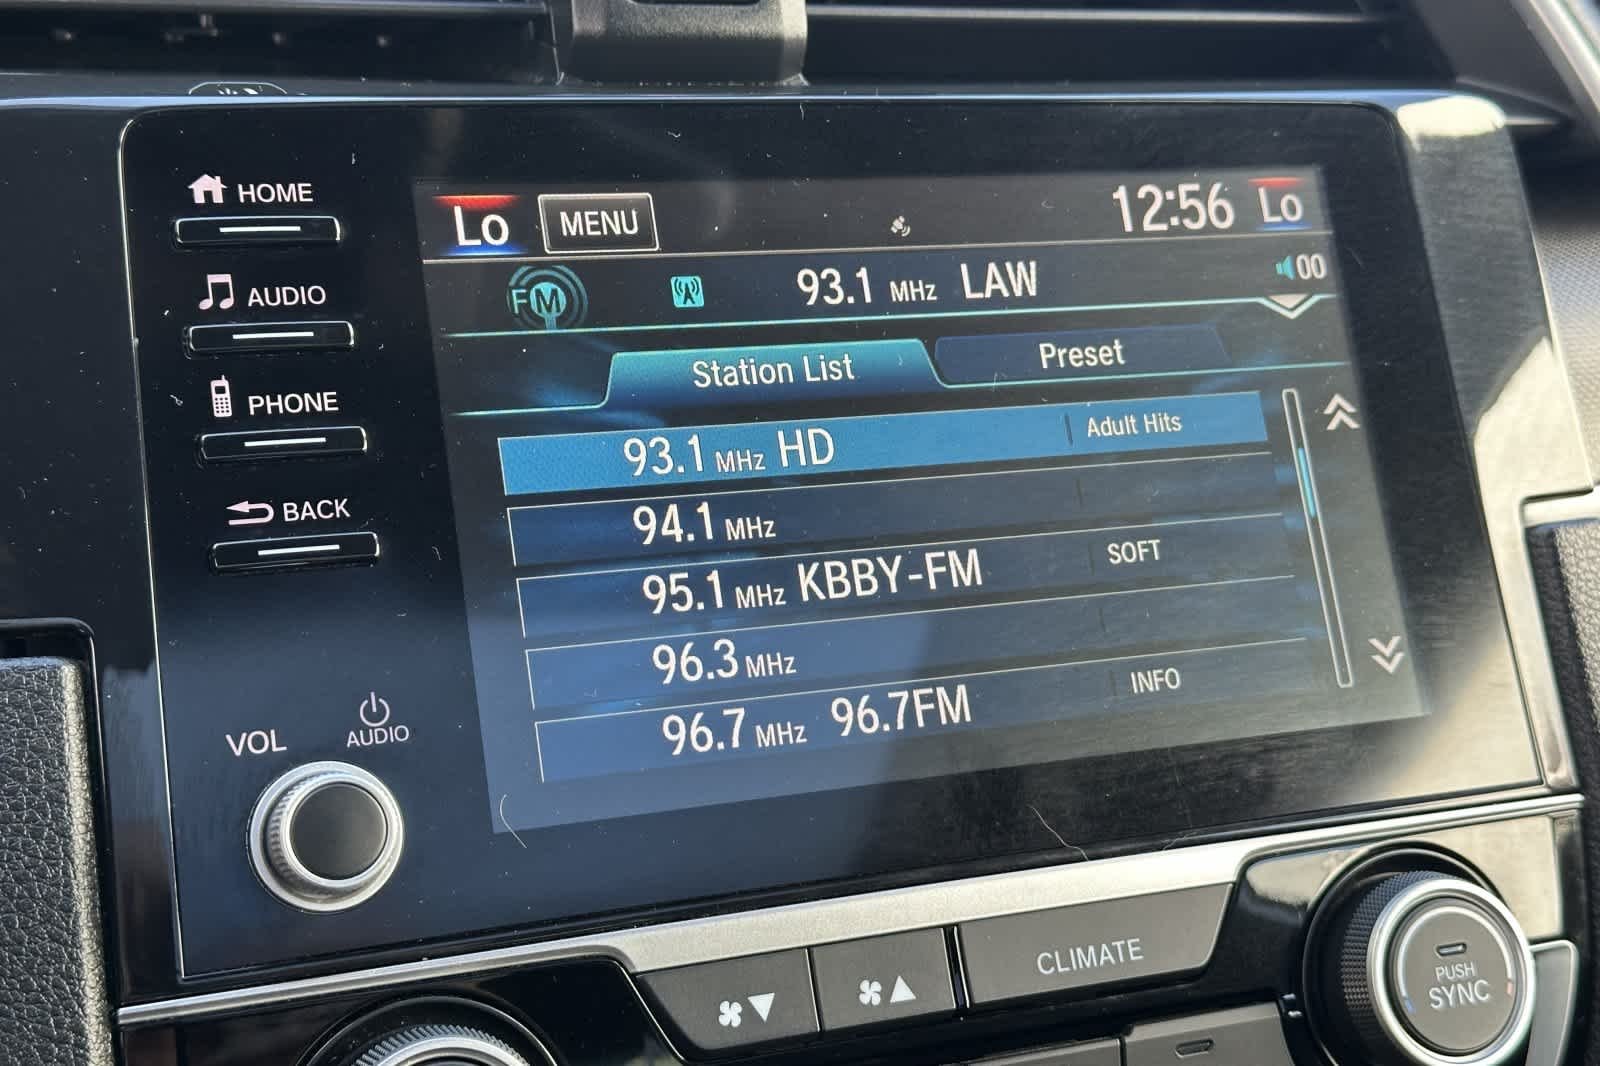 HOME
AUDIO
PHONE
BACK
VOL
AUDIO
Lo MENU 12:56 Lo
FM 93.1 MHz LAW 00
Station List Preset
93.1 MHz HD Adult Hits
94.1 MHz
95.1 MHz KBBY-FM SOFT
96.3 MHz
96.7 MHz 96.7FM INFO
CLIMATE
PUSH
SYNC